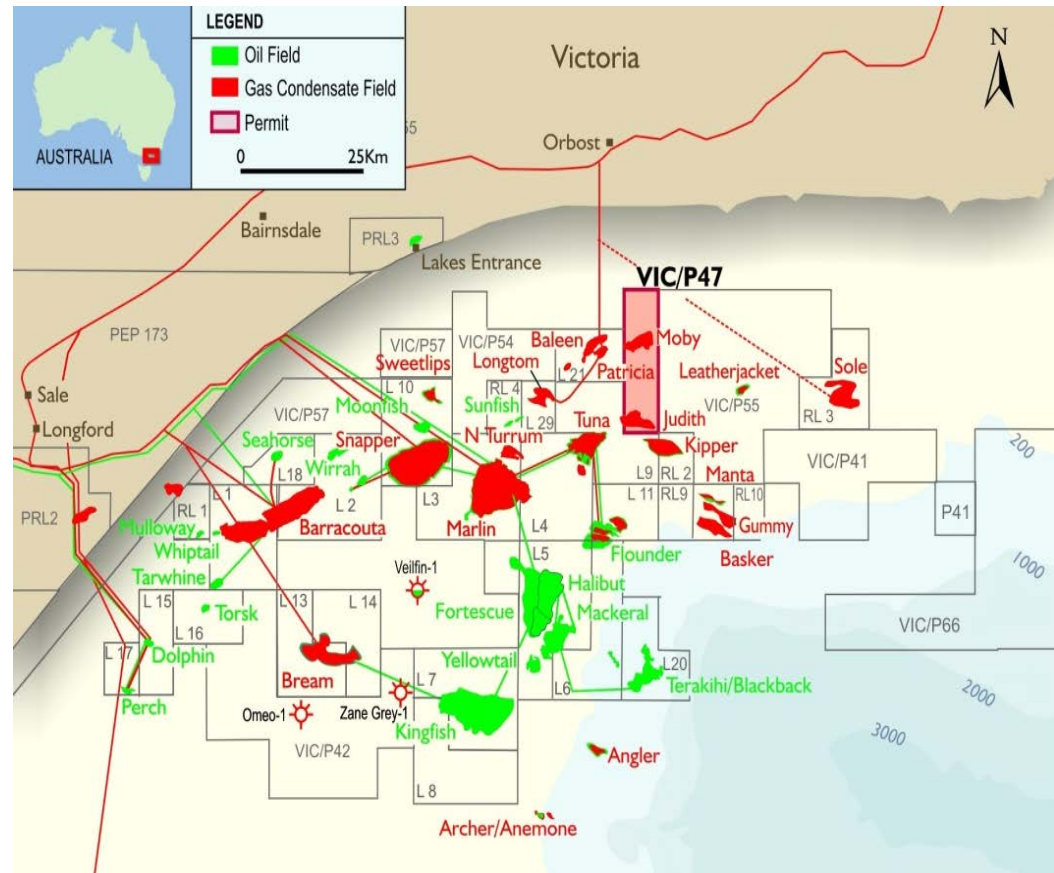 LEGEND
Oil Field
Gas Condensate Field
Permit
0 25Km
AUSTRALIA
55
Victoria
N
Orbost
Bairnsdale
PRL3
Lakes Entrance
VIC/P47
PEP 173
VIC/P57
VIC/P54
Baleen
Moby
Sweetlips
Longtom
L 21
Patricia
Leatherjacket
Sole
L 10
RL 4
Sale
Moonfish
Sunfish
VIC/P55
VIC/P57
L 29
Judith
RL 3
Longford
Seahorse
Snapper
N Turrum
Tuna
Kipper
200
Wirrah
VIC/P41
L18
L9
RL 2
Manta
L 1
L 2
L3
L 11
RL9
RL10
P41
PRL2
RL 1
Mulloway
Barracouta
Marlin
L4
Gummy
Whiptail
Flounder
Basker
L5
1000
Tarwhine
Veilfin-1
Halibut
L 15
L 13
L 14
Fortescue
Mackeral
Torsk
L 16
VIC/P66
L 17
Dolphin
Yellowtail
L20
Bream
L 7
L6
Terakihi/Blackback
Perch
2000
Omeo-1
Zane Grey-1
Kingfish
3000
VIC/P42
Angler
L 8
Archer/Anemone